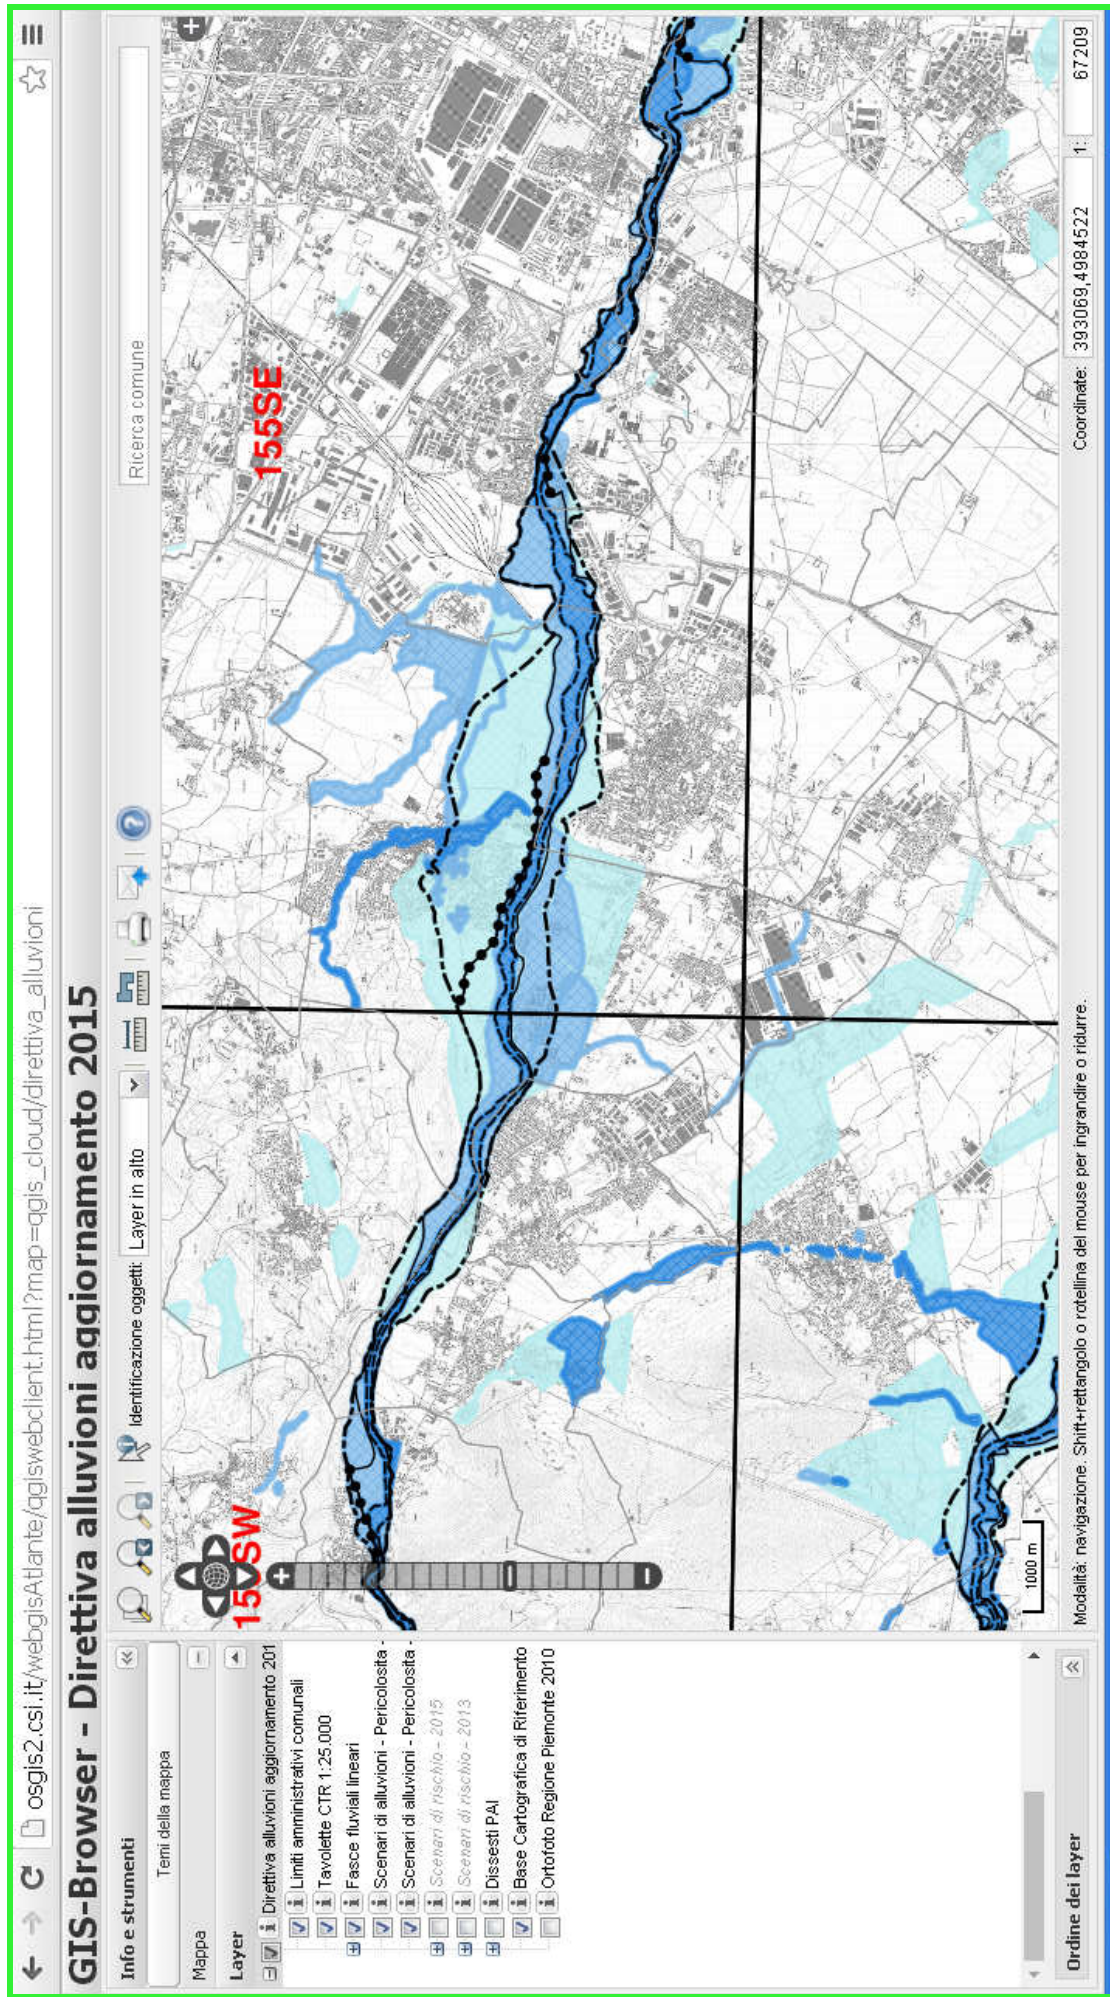 osgis2.csi.it/webgisAtlante/qgiswebclient.html?map=qgis_cloud/direttiva_alluvioni
GIS-Browser - Direttiva alluvioni aggiornamento 2015
Info e strumenti
Temi della mappa
Mappa
Layer
Direttiva alluvioni aggiornamento 201
Limiti amministrativi comunali
Tavolette CTR 1:25.000
Fasce fluviali lineari
Scenari di alluvioni - Pericolosita -
Scenari di alluvioni - Pericolosita -
Scenari di rischio - 2015
Scenari di rischio - 2013
Dissesti PAI
Base Cartografica di Riferimento
Ortofoto Regione Piemonte 2010
Ordine dei layer
Identificazione oggetti: Layer in alto
Ricerca comune
155SE
SW
1000 m
Modalità: navigazione. Shift+rettangolo o rotellina del mouse per ingrandire o ridurre.
Coordinate: 393069,4984522 1: 67209